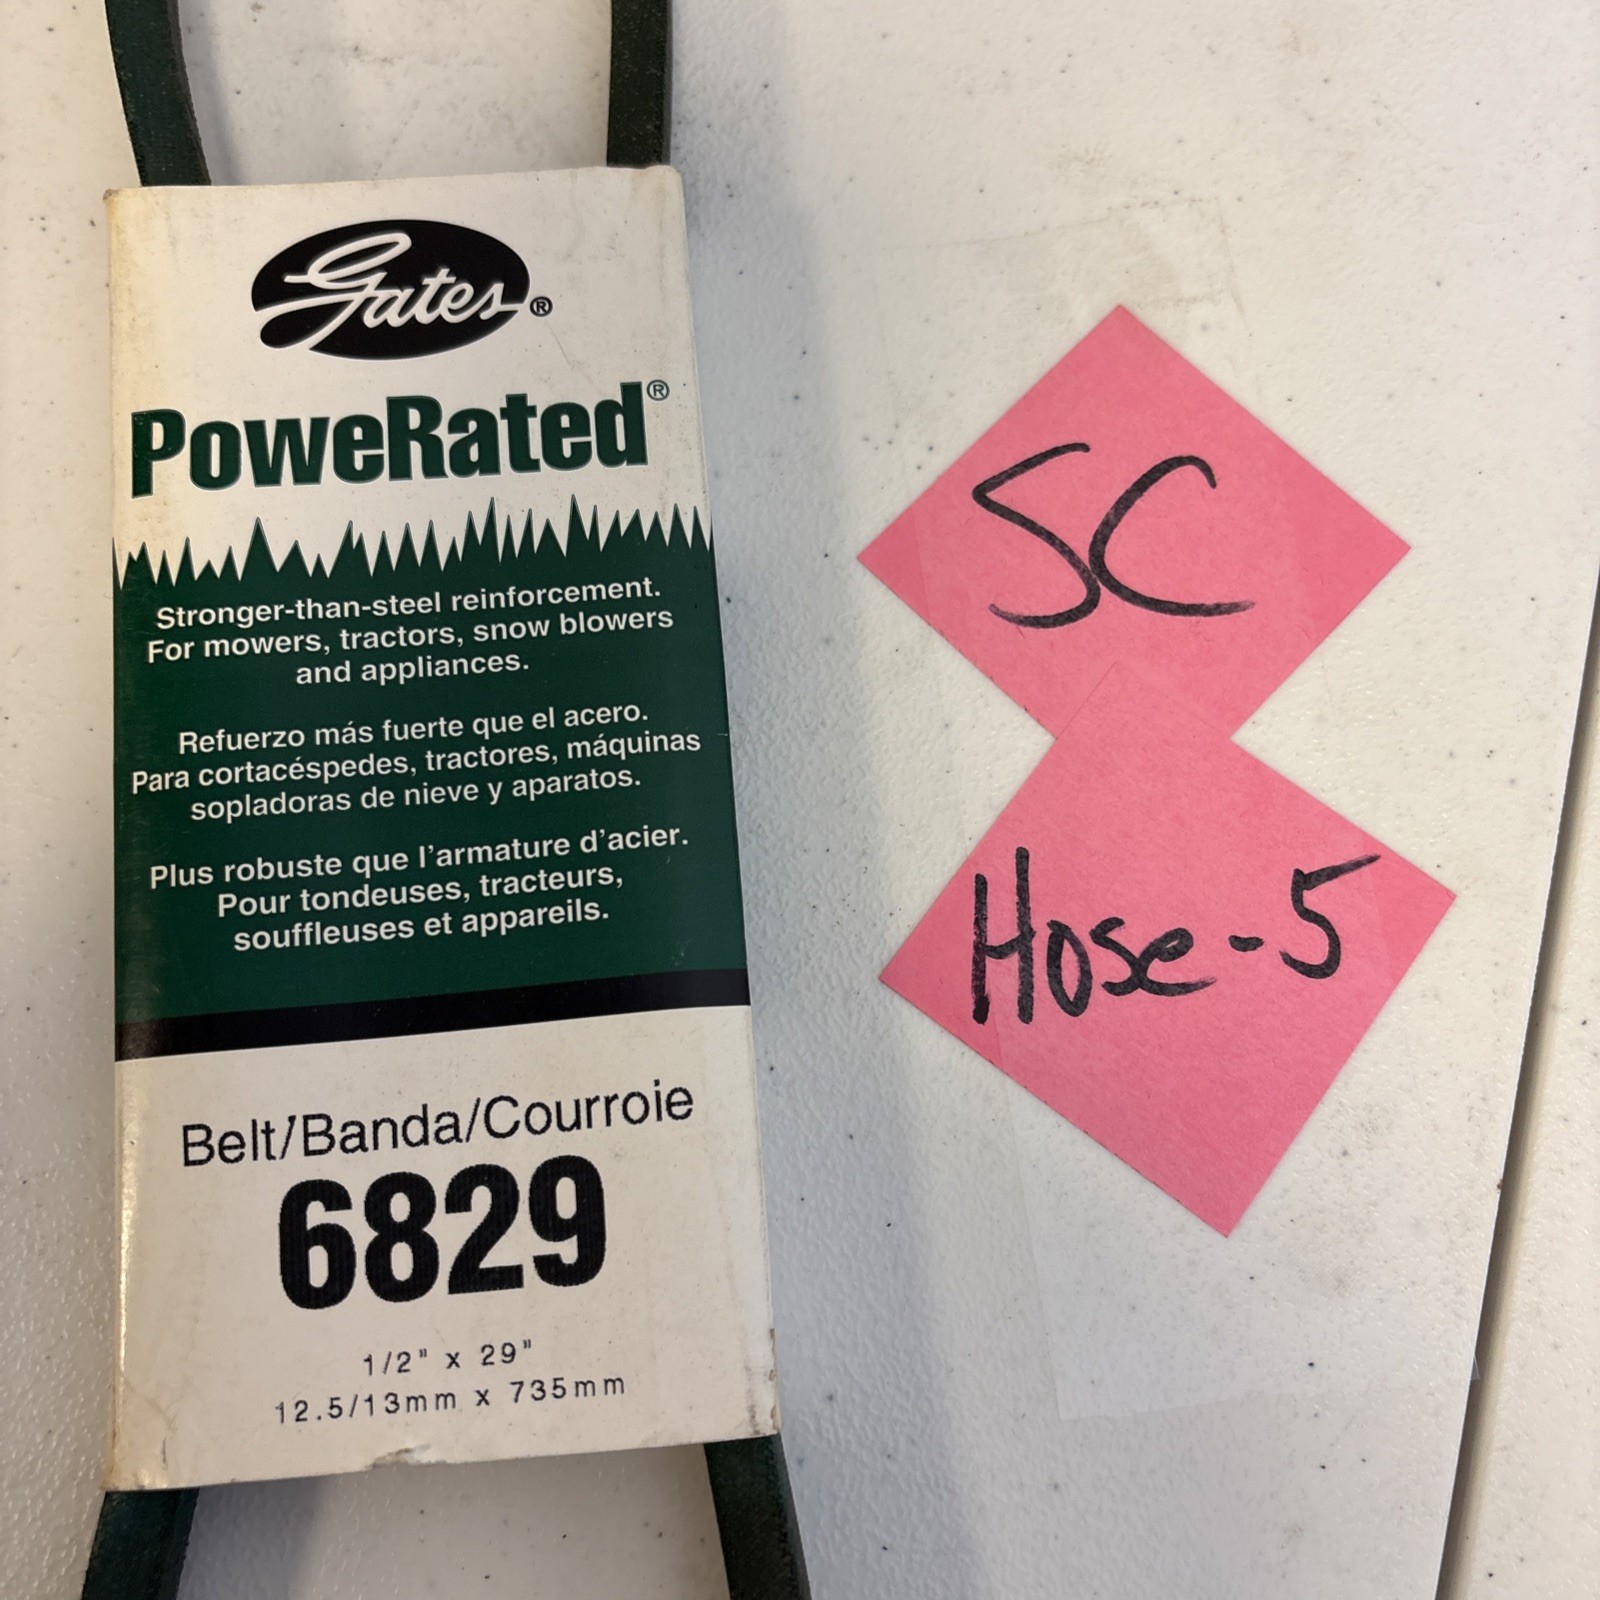 Gates®
PoweRated®
Stronger-than-steel reinforcement.
For mowers, tractors, snow blowers
and appliances.
Refuerzo más fuerte que el acero.
Para cortacéspedes, tractores, máquinas
sopladoras de nieve y aparatos.
Plus robuste que l'armature d'acier.
Pour tondeuses, tracteurs,
souffleuses et appareils.
Belt/Banda/Courroie
6829
1/2" x 29"
12.5/13mm x 735mm
SC
Hose-5